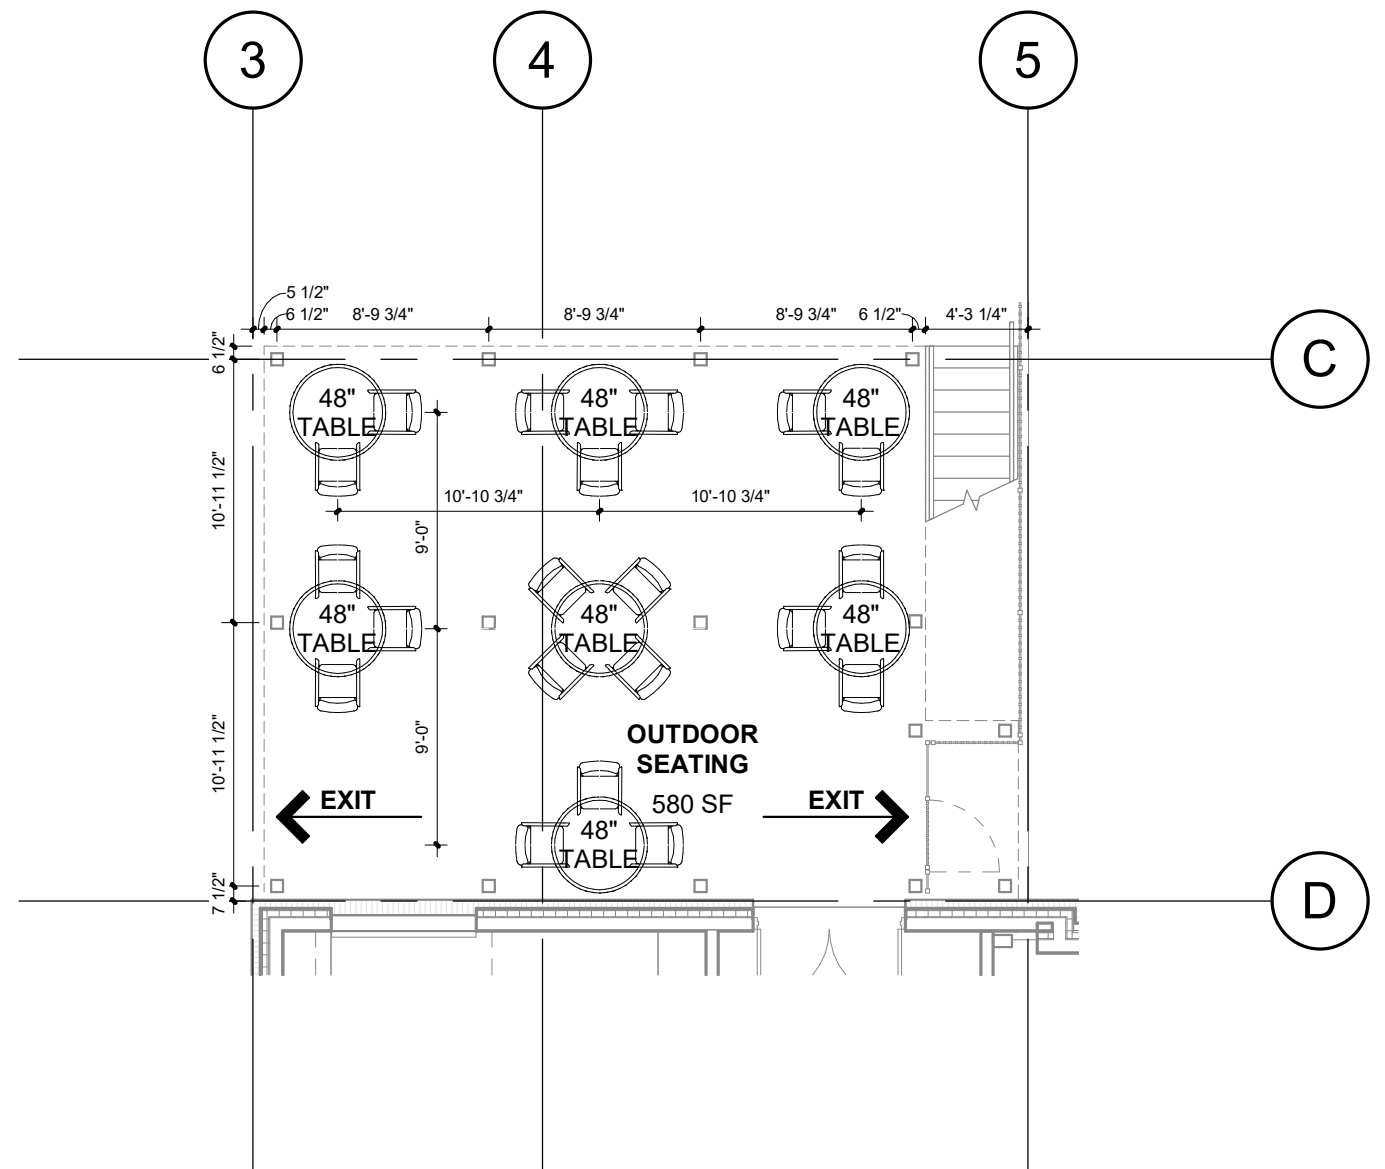 3
4
5
5 1/2"
6 1/2"
8'-9 3/4"
8'-9 3/4"
8'-9 3/4"
6 1/2"
4'-3 1/4"
6 1/2"
C
48"
TABLE
48"
TABLE
48"
TABLE
10'-11 1/2"
10'-10 3/4"
10'-10 3/4"
9'-0"
48"
TABLE
48"
TABLE
48"
TABLE
10'-11 1/2"
9'-0"
OUTDOOR
SEATING
580 SF
EXIT
EXIT
48"
TABLE
7 1/2"
D